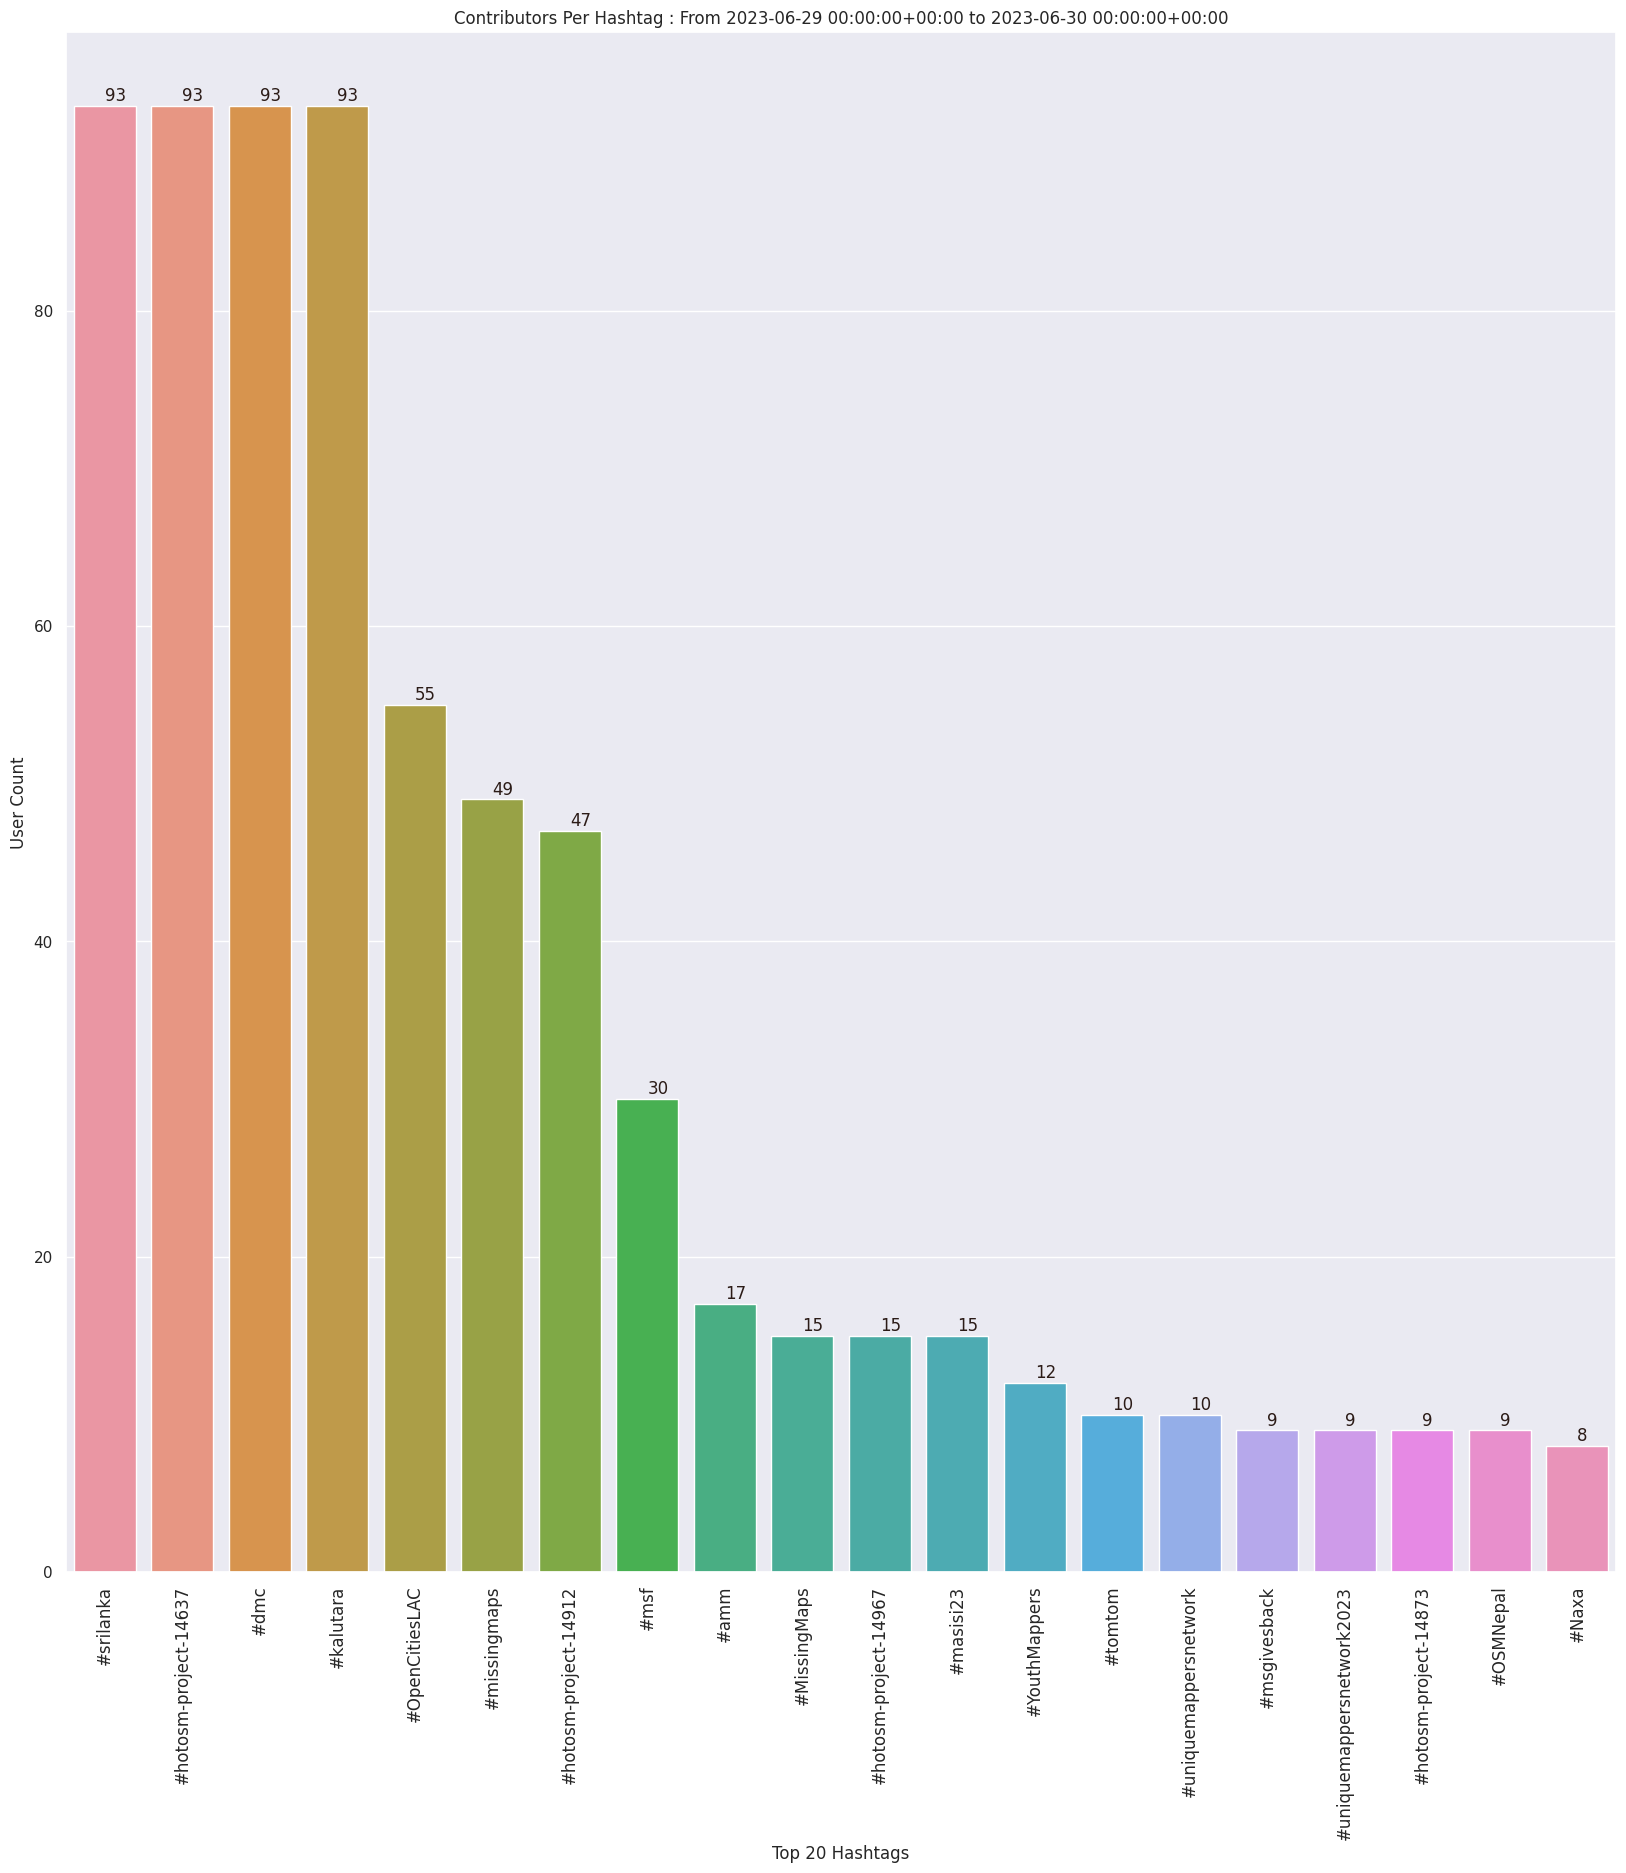 Contributors Per Hashtag : From 2023-06-29 00:00:00+00:00 to 2023-06-30 00:00:00+00:00
User Count
80
60
40
20
0
93
93
93
93
55
49
47
30
17
15
15
15
12
10
10
9
9
9
9
8
#srilanka
#hotosm-project-14637
#dmc
#kalutara
#OpenCitiesLAC
#missingmaps
#hotosm-project-14912
#msf
#amm
#MissingMaps
#hotosm-project-14967
#masisi23
#YouthMappers
#tomtom
#uniquemappersnetwork
#msgivesback
#uniquemappersnetwork2023
#hotosm-project-14873
#OSMNepal
#Naxa
Top 20 Hashtags